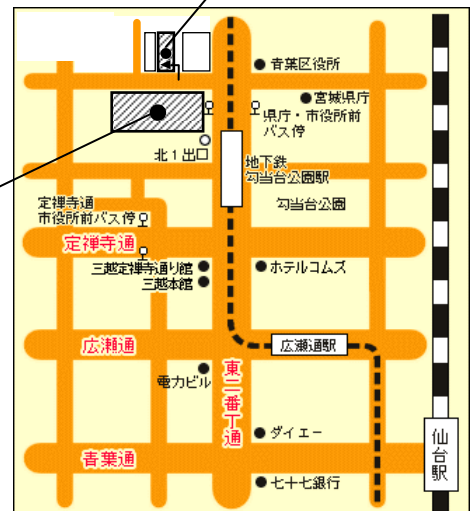 青葉区役所
宮城県庁
県庁・市役所前
バス停
北1出口
地下鉄
勾当台公園駅
勾当台公園
定禅寺通
市役所前バス停
定禅寺通
三越定禅寺通り館
三越本館
ホテルコムズ
広瀬通
広瀬通駅
電力ビル
東二番丁通
ダイエー
仙台駅
青葉通
七十七銀行